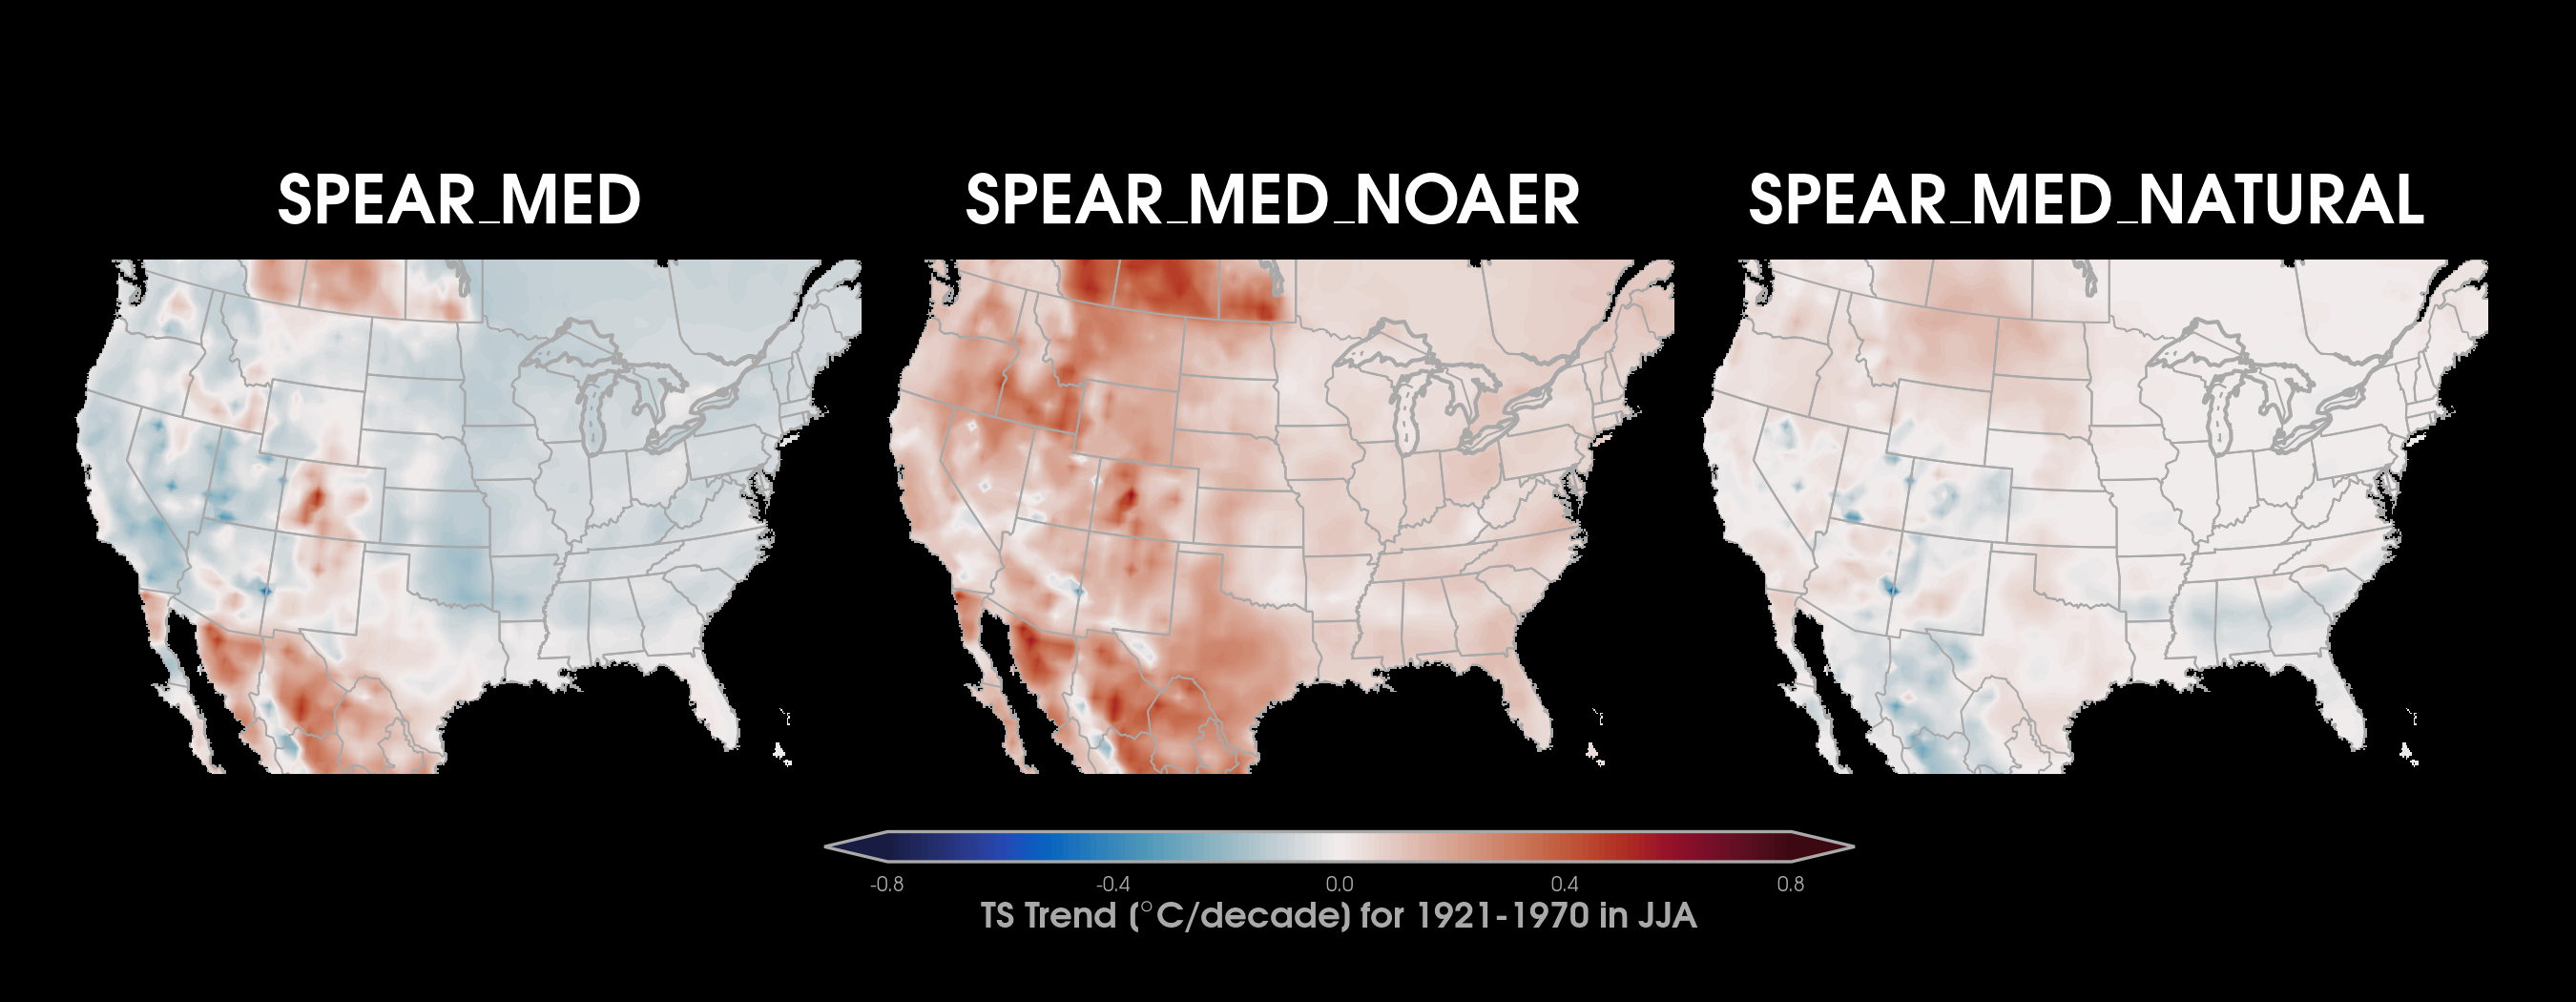 SPEAR_MED SPEAR_MED_NOAER SPEAR_MED_NATURAL
-0.8 -0.4 0.0 0.4 0.8
TS Trend (°C/decade) for 1921-1970 in JJA